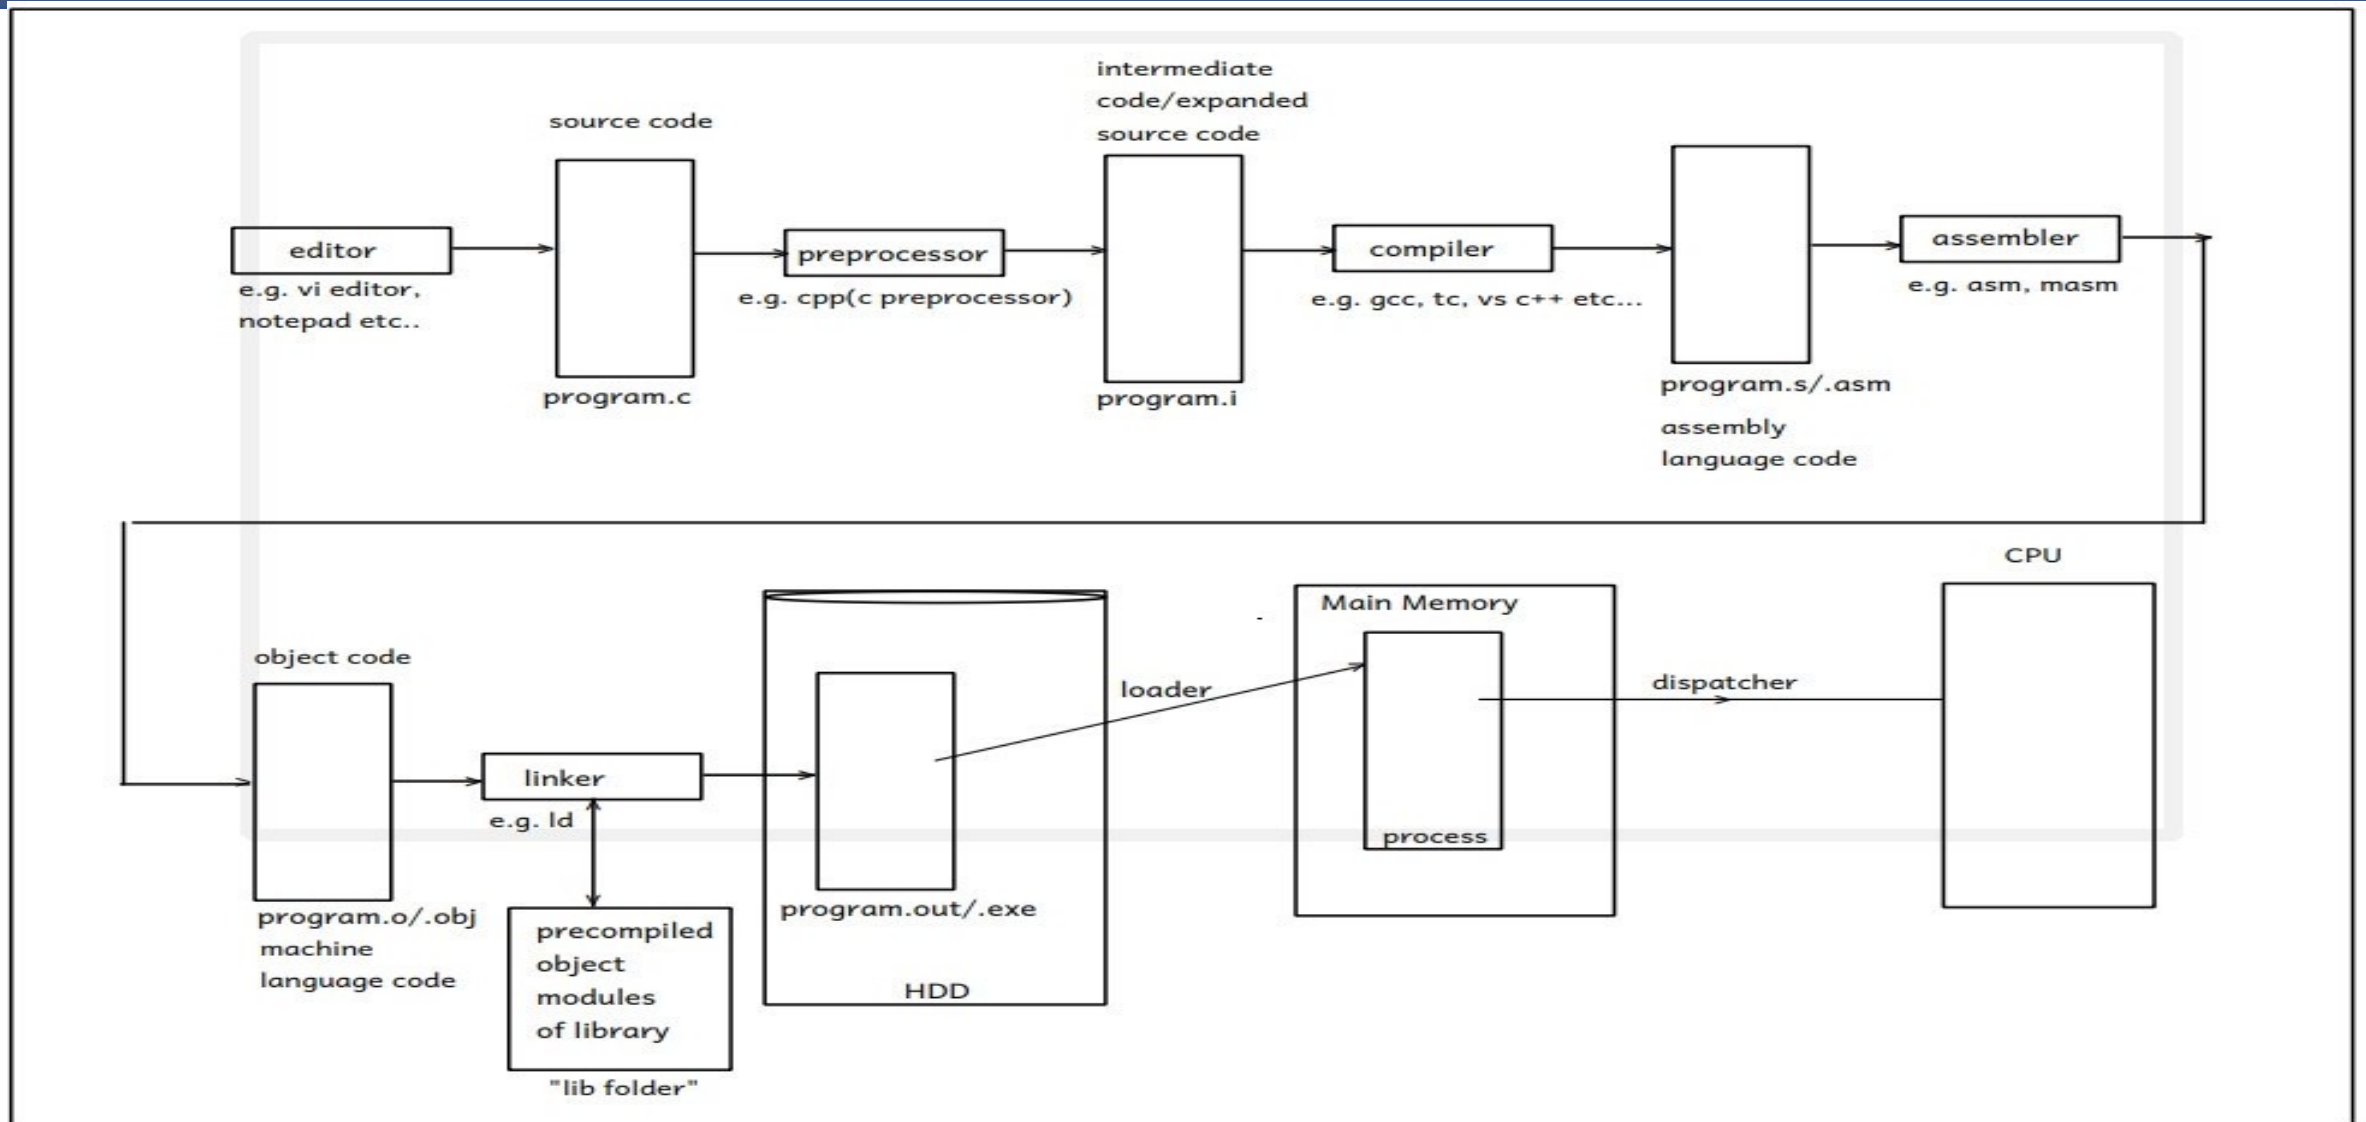 source code
intermediate
code/expanded
source code
editor
preprocessor
compiler
assembler
e.g. vi editor,
notepad etc..
e.g. cpp(c preprocessor)
e.g. gcc, tc, vs c++ etc...
e.g. asm, masm
program.c
program.i
program.s/.asm
assembly
language code
CPU
object code
Main Memory
loader
dispatcher
linker
e.g. ld
process
program.o/.obj
machine
language code
precompiled
object
modules
of library
"lib folder"
program.out/.exe
HDD